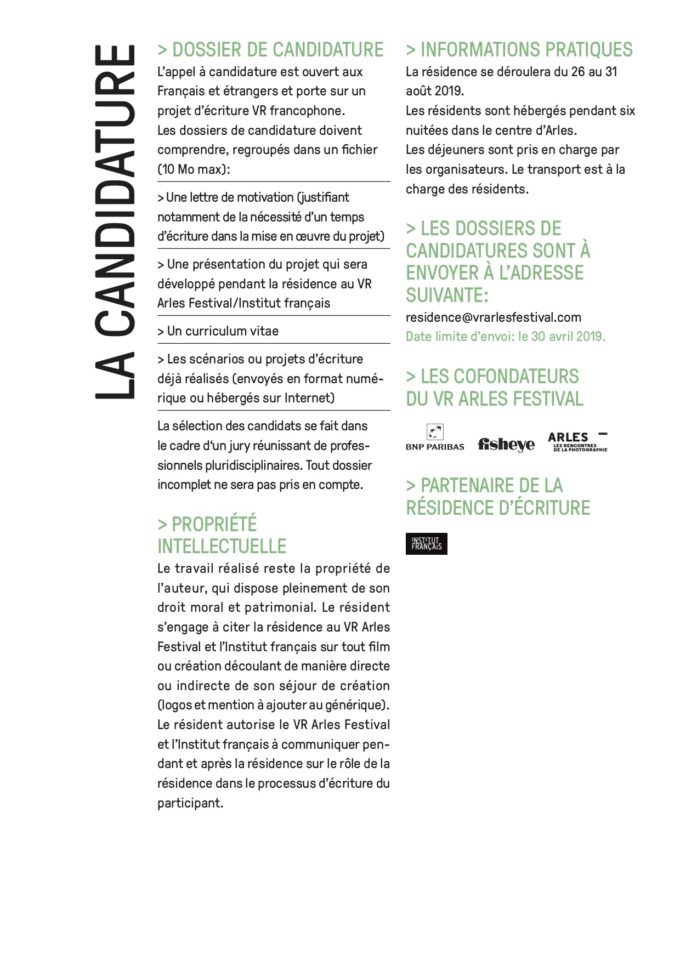 LA CANDIDATURE
> DOSSIER DE CANDIDATURE
L'appel à candidature est ouvert aux
Français et étrangers et porte sur un
projet d'écriture VR francophone.
Les dossiers de candidature doivent
comprendre, regroupés dans un fichier
(10 Mo max):
> Une lettre de motivation (justifiant
notamment de la nécessité d'un temps
d'écriture dans la mise en œuvre du projet)
> Une présentation du projet qui sera
développé pendant la résidence au VR
Arles Festival/Institut français
> Un curriculum vitae
> Les scénarios ou projets d'écriture
déjà réalisés (envoyés en format numé-
rique ou hébergés sur Internet)
La sélection des candidats se fait dans
le cadre d'un jury réunissant de profes-
sionnels pluridisciplinaires. Tout dossier
incomplet ne sera pas pris en compte.
> PROPRIÉTÉ
INTELLECTUELLE
Le travail réalisé reste la propriété de
l'auteur, qui dispose pleinement de son
droit moral et patrimonial. Le résident
s'engage à citer la résidence au VR Arles
Festival et l'Institut français sur tout film
ou création découlant de manière directe
ou indirecte de son séjour de création
(logos et mention à ajouter au générique).
Le résident autorise le VR Arles Festival
et l'Institut français à communiquer pen-
dant et après la résidence sur le rôle de la
résidence dans le processus d'écriture du
participant.
> INFORMATIONS PRATIQUES
La résidence se déroulera du 26 au 31
août 2019.
Les résidents sont hébergés pendant six
nuitées dans le centre d'Arles.
Les déjeuners sont pris en charge par
les organisateurs. Le transport est à la
charge des résidents.
> LES DOSSIERS DE
CANDIDATURES SONT À
ENVOYER À L'ADRESSE
SUIVANTE:
residence@vrarlesfestival.com
Date limite d'envoi: le 30 avril 2019.
> LES COFONDATEURS
DU VR ARLES FESTIVAL
BNP PARIBAS
fisheye
ARLES
LES RENCONTRES
DE LA PHOTOGRAPHIE
> PARTENAIRE DE LA
RÉSIDENCE D'ÉCRITURE
INSTITUT
FRANÇAIS